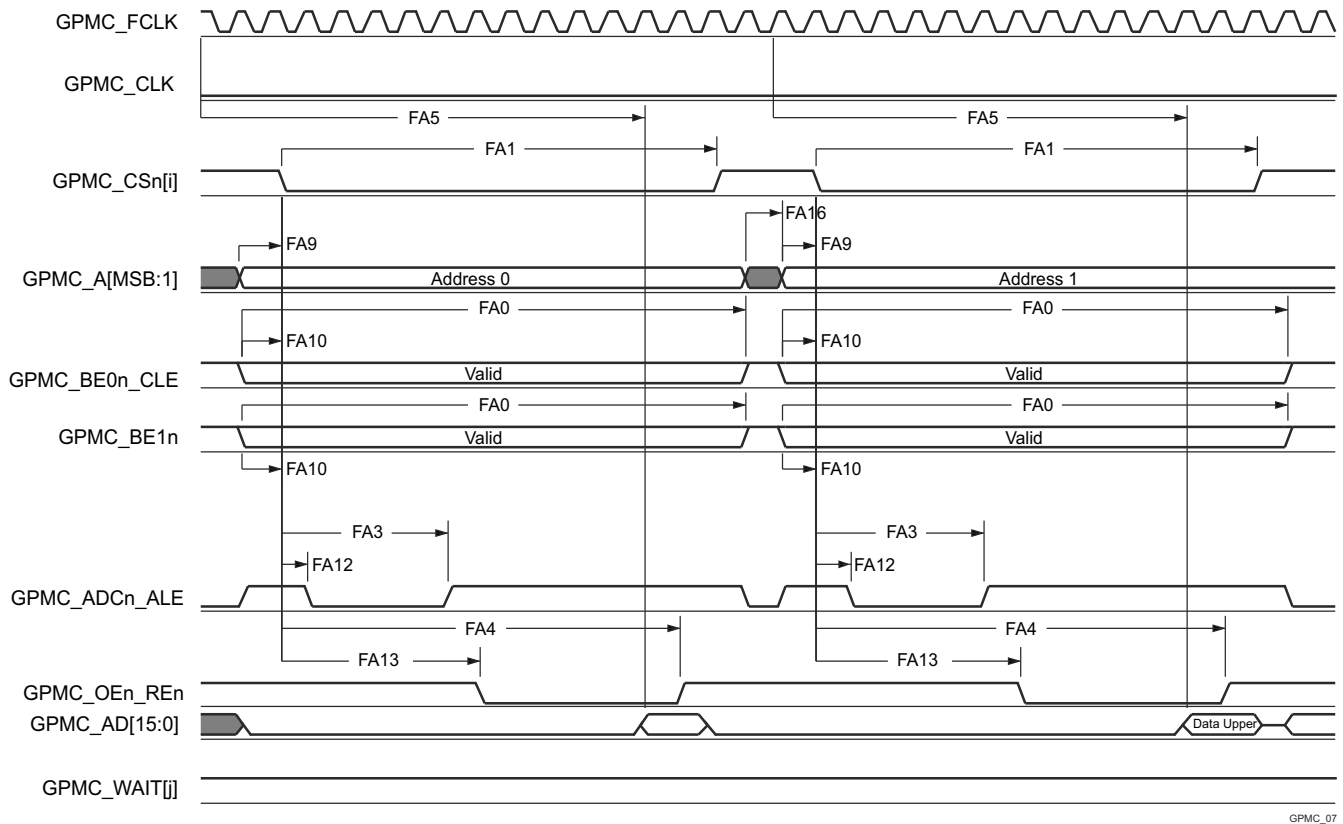 GPMC_FCLK
GPMC_CLK
FA5 FA5
FA1 FA1
GPMC_CSn[i]
FA16
FA9 FA9
GPMC_A[MSB:1] Address 0 Address 1
FA0 FA0
FA10 FA10
GPMC_BE0n_CLE Valid Valid
FA0 FA0
GPMC_BE1n Valid Valid
FA10 FA10
FA3 FA3
FA12 FA12
GPMC_ADCn_ALE
FA4 FA4
FA13 FA13
GPMC_OEn_REn
GPMC_AD[15:0] Data Upper
GPMC_WAIT[j]
GPMC_07